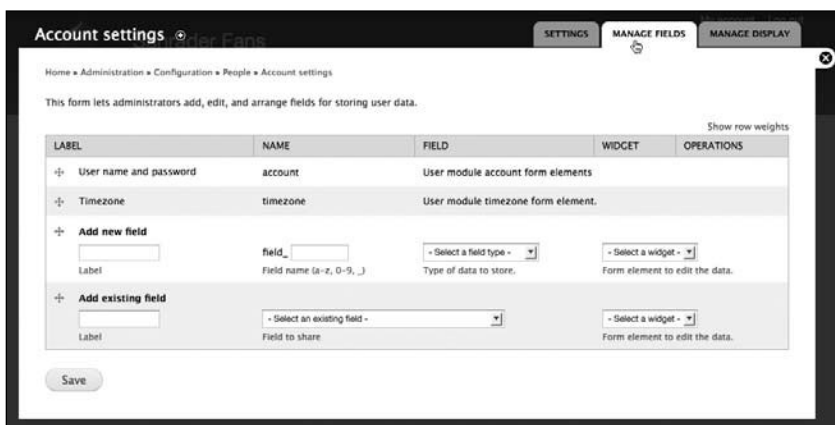 Account settings
SETTINGS
MANAGE FIELDS
MANAGE DISPLAY
Home » Administration » Configuration » People » Account settings
This form lets administrators add, edit, and arrange fields for storing user data.
Show row weights
LABEL NAME FIELD WIDGET OPERATIONS
User name and password account User module account form elements
Timezone timezone User module timezone form element.
Add new field
field_ - Select a field type - - Select a widget -
Label Field name (a-z, 0-9, _) Type of data to store. Form element to edit the data.
Add existing field
- Select an existing field - - Select a widget -
Label Field to share Form element to edit the data.
Save